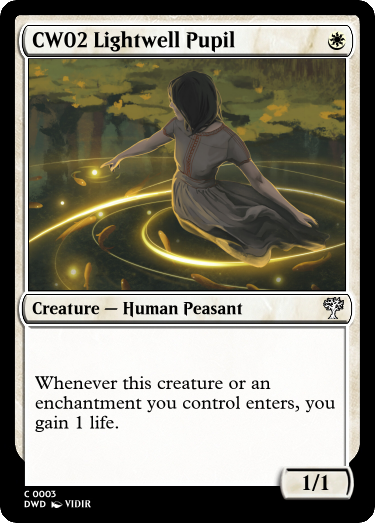 CW02 Lightwell Pupil
Creature — Human Peasant
Whenever this creature or an
enchantment you control enters, you
gain 1 life.
1/1
C 0003
DWD VIDIR